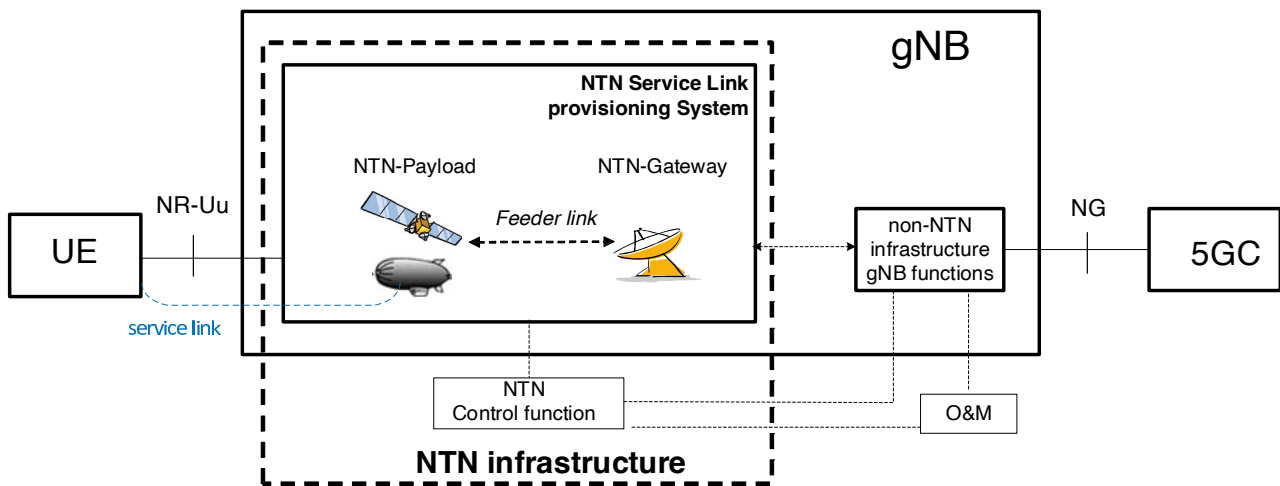 gNB
NTN Service Link
provisioning System
NTN-Payload
NTN-Gateway
NR-Uu
Feeder link
NG
UE
non-NTN
infrastructure
gNB functions
5GC
service link
NTN
Control function
O&M
NTN infrastructure